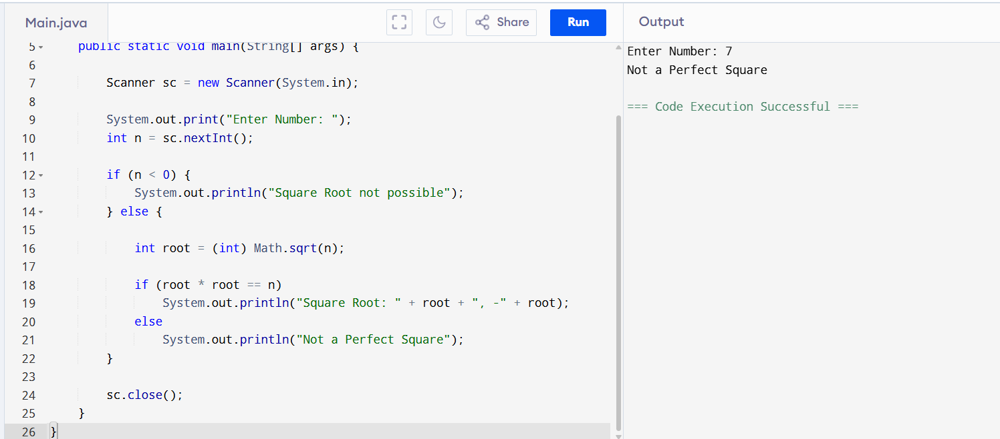 Main.java
Share
Run
Output
5 public static void main(String[] args) {
6
7 Scanner sc = new Scanner(System.in);
8
9 System.out.print("Enter Number: ");
10 int n = sc.nextInt();
11
12 if (n < 0) {
13 System.out.println("Square Root not possible");
14 } else {
15
16 int root = (int) Math.sqrt(n);
17
18 if (root * root == n)
19 System.out.println("Square Root: " + root + ", -" + root);
20 else
21 System.out.println("Not a Perfect Square");
22 }
23
24 sc.close();
25 }
26 }
Enter Number: 7
Not a Perfect Square
=== Code Execution Successful ===